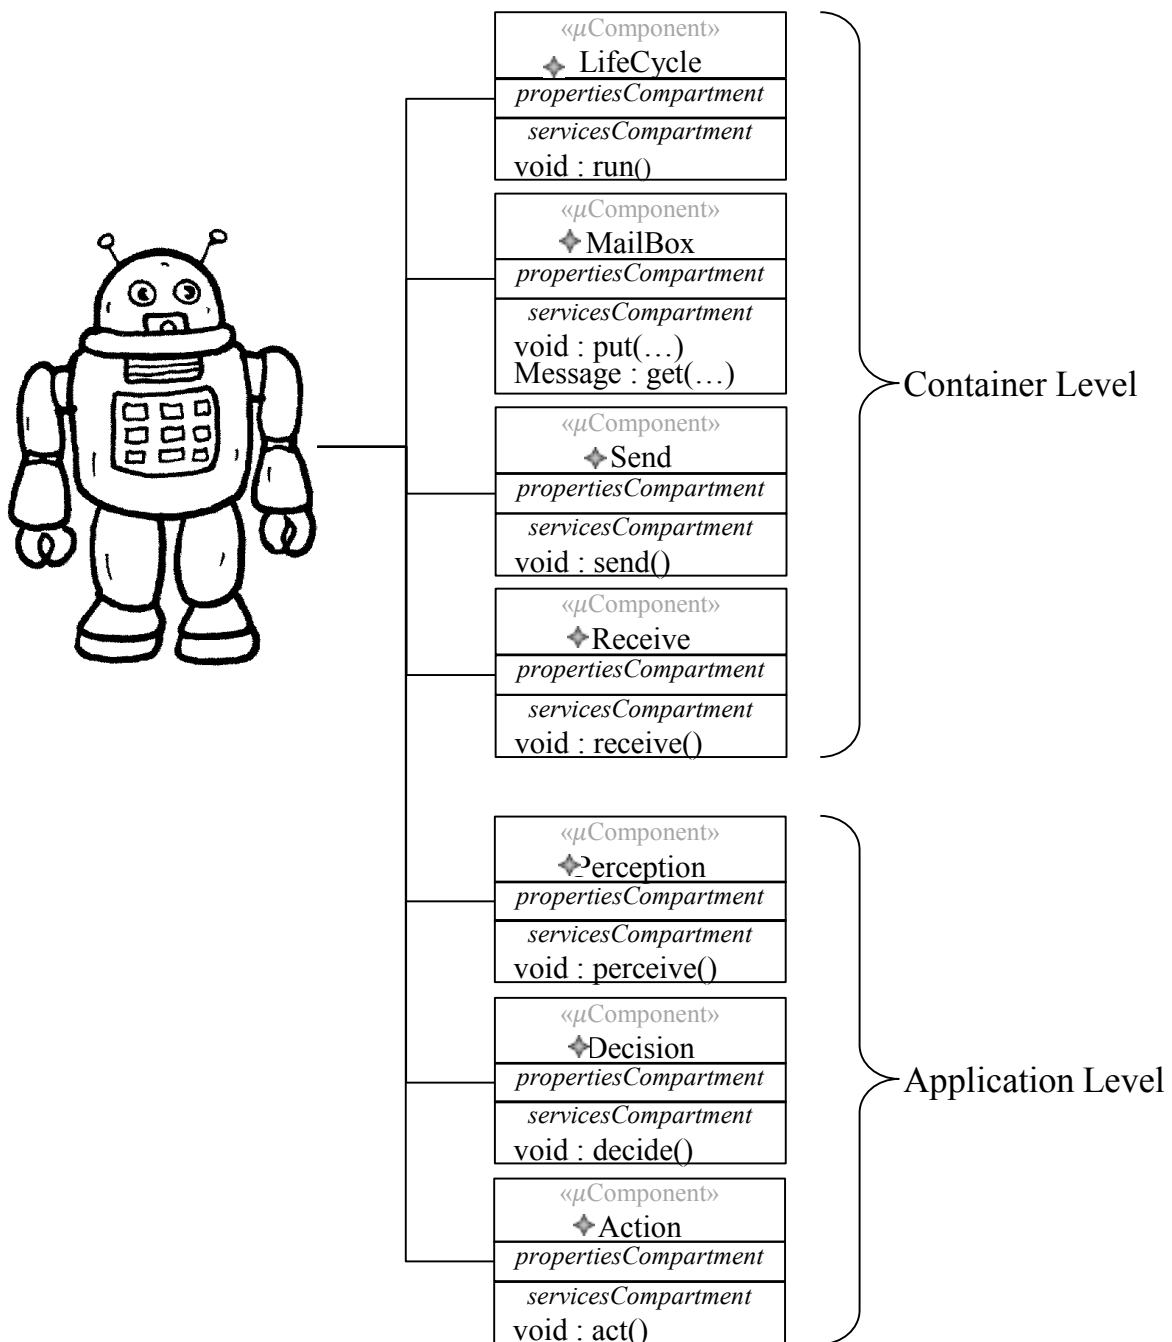 «μComponent»
LifeCycle
propertiesCompartment
servicesCompartment
void : run()
«μComponent»
MailBox
propertiesCompartment
servicesCompartment
void : put(…)
Message : get(…)
«μComponent»
Send
propertiesCompartment
servicesCompartment
void : send()
«μComponent»
Receive
propertiesCompartment
servicesCompartment
void : receive()
Container Level
«μComponent»
Perception
propertiesCompartment
servicesCompartment
void : perceive()
«μComponent»
Decision
propertiesCompartment
servicesCompartment
void : decide()
«μComponent»
Action
propertiesCompartment
servicesCompartment
void : act()
Application Level